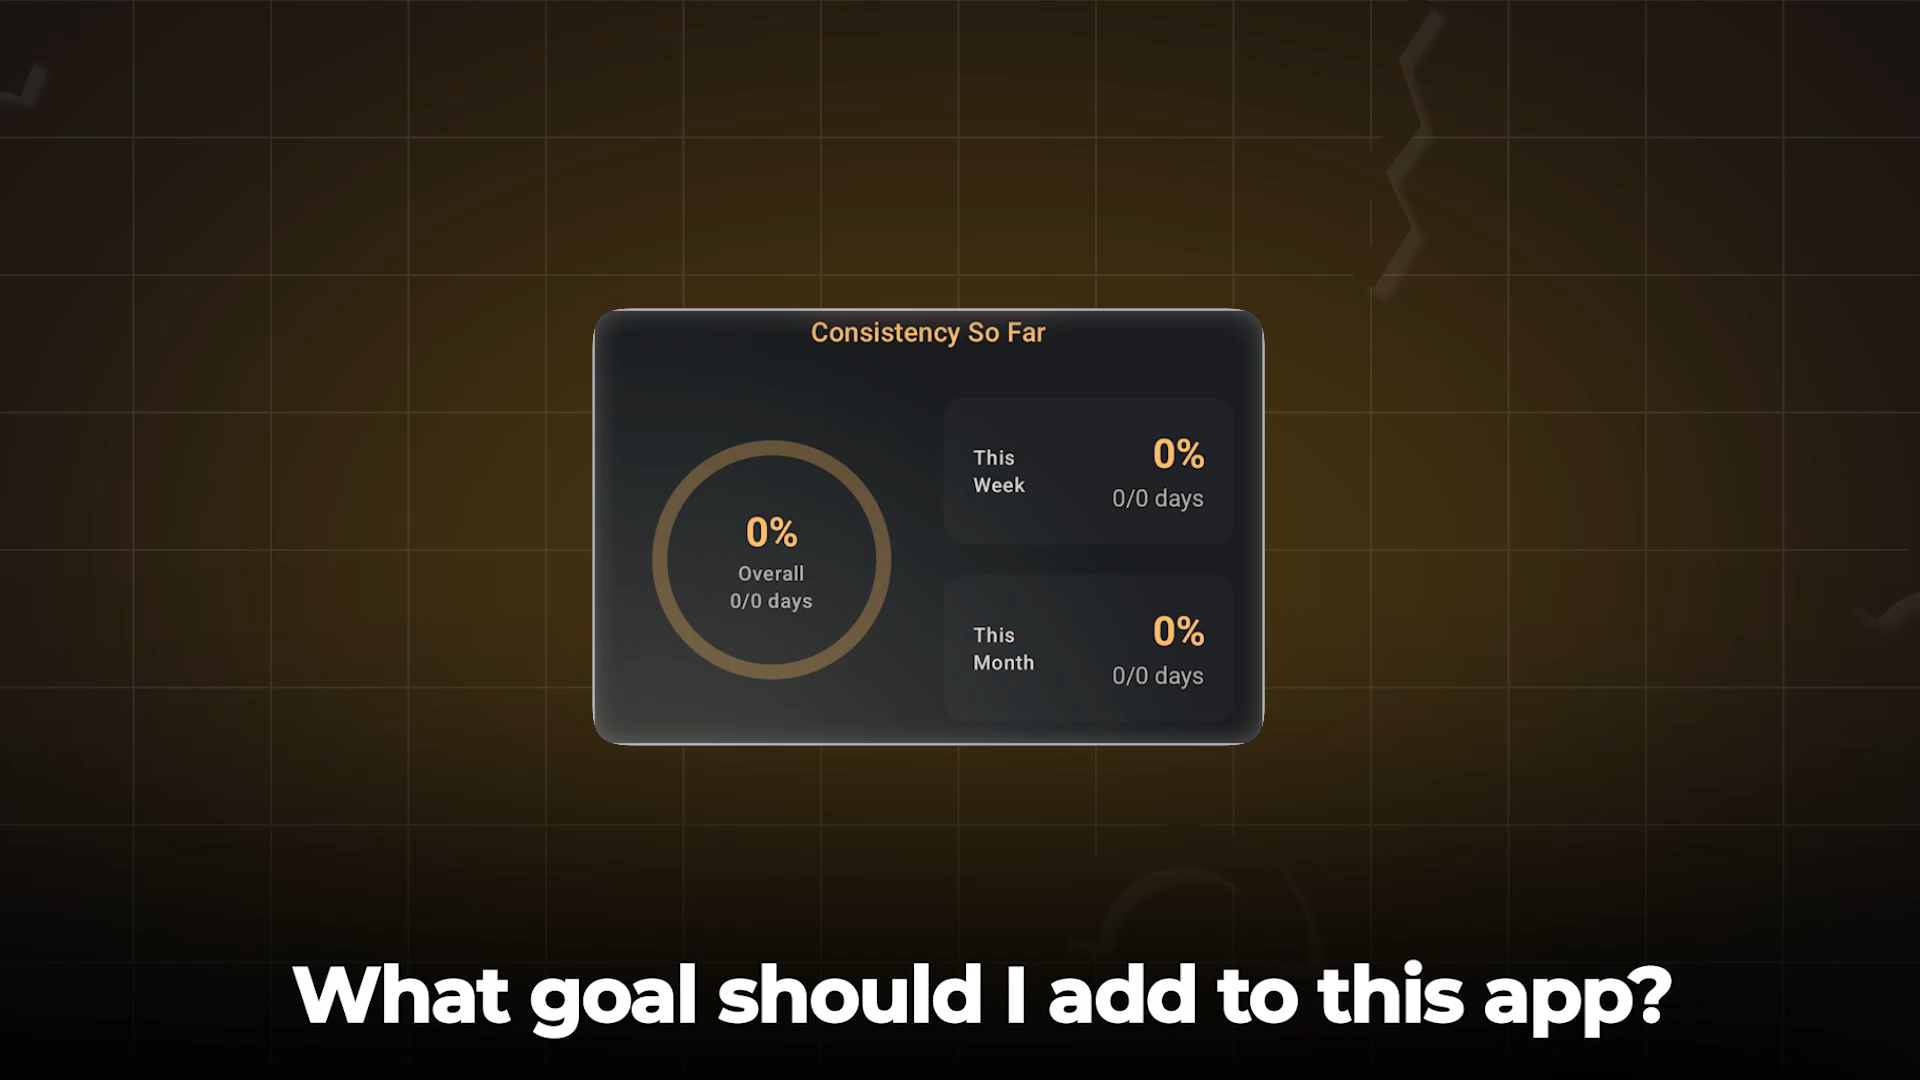 Consistency So Far
0%
Overall
0/0 days
This
Week
0%
0/0 days
This
Month
0%
0/0 days
What goal should I add to this app?